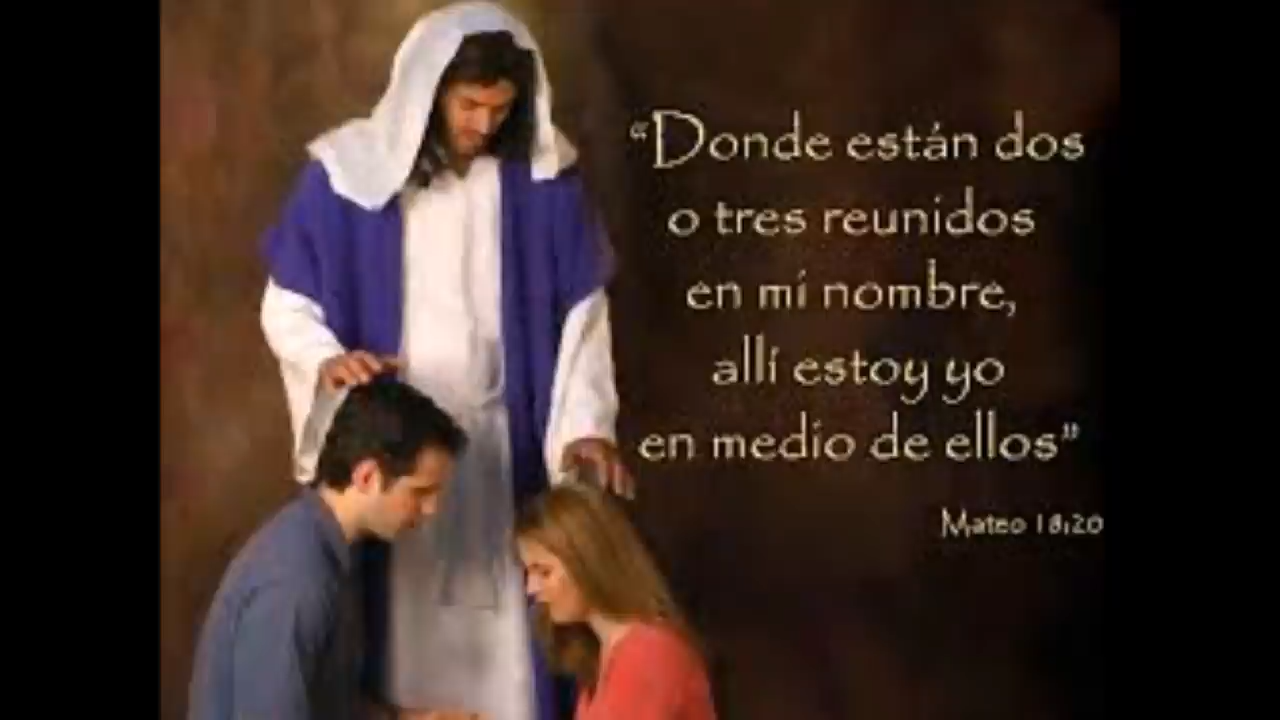 “Donde están dos
o tres reunidos
en mi nombre,
allí estoy yo
en medio de ellos”
Mateo 18:20